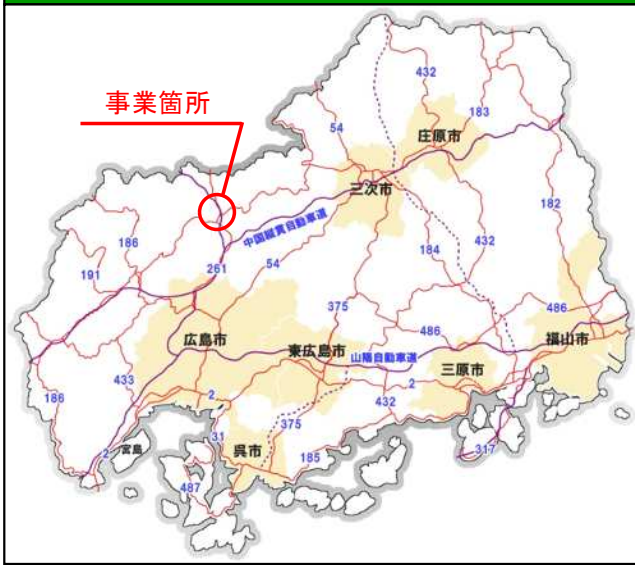 432
事業箇所
54
183
庄原市
三次市
182
186
中国縦貫自動車道
184
432
191
261
54
375
486
486
広島市
東広島市
山陽自動車道
福山市
三原市
186
433
2
2
432
375
31
呉市
宮島
2
185
317
487